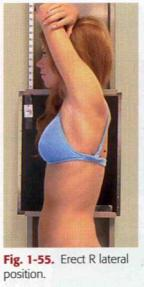 Fig. 1-55. Erect R lateral
position.